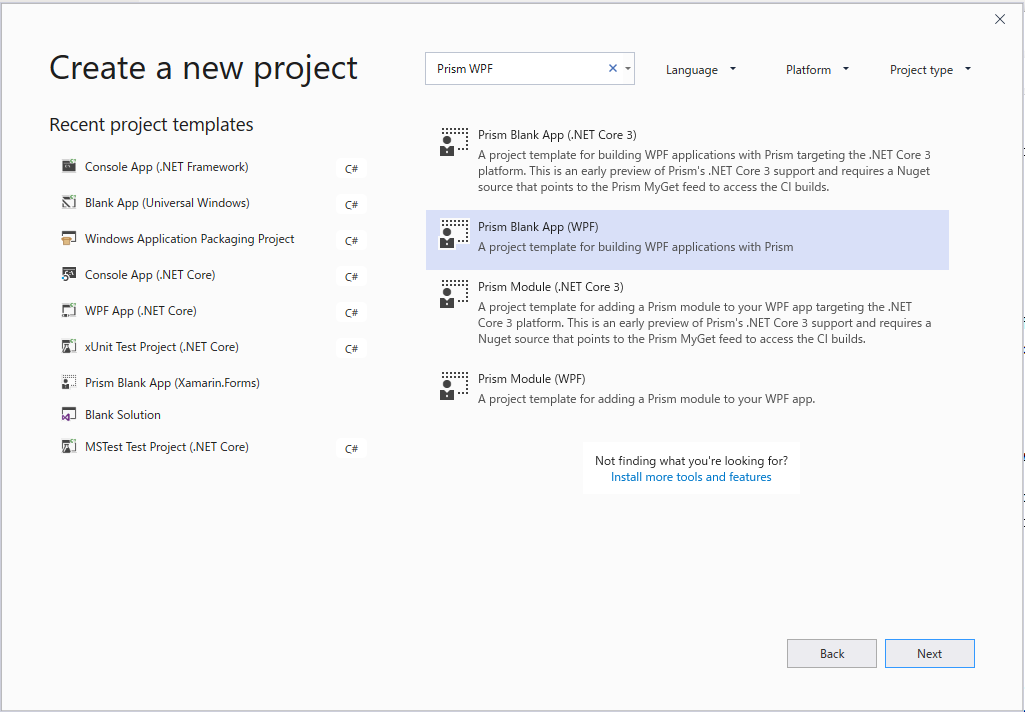 Create a new project
Prism WPF
Language
Platform
Project type
Recent project templates
Console App (.NET Framework)
C#
Blank App (Universal Windows)
C#
Windows Application Packaging Project
C#
Console App (.NET Core)
C#
WPF App (.NET Core)
C#
xUnit Test Project (.NET Core)
C#
Prism Blank App (Xamarin.Forms)
Blank Solution
MSTest Test Project (.NET Core)
C#
Prism Blank App (.NET Core 3)
A project template for building WPF applications with Prism targeting the .NET Core 3
platform. This is an early preview of Prism's .NET Core 3 support and requires a Nuget
source that points to the Prism MyGet feed to access the CI builds.
Prism Blank App (WPF)
A project template for building WPF applications with Prism
Prism Module (.NET Core 3)
A project template for adding a Prism module to your WPF app targeting the .NET
Core 3 platform. This is an early preview of Prism's .NET Core 3 support and requires a
Nuget source that points to the Prism MyGet feed to access the CI builds.
Prism Module (WPF)
A project template for adding a Prism module to your WPF app.
Not finding what you're looking for?
Install more tools and features
Back
Next